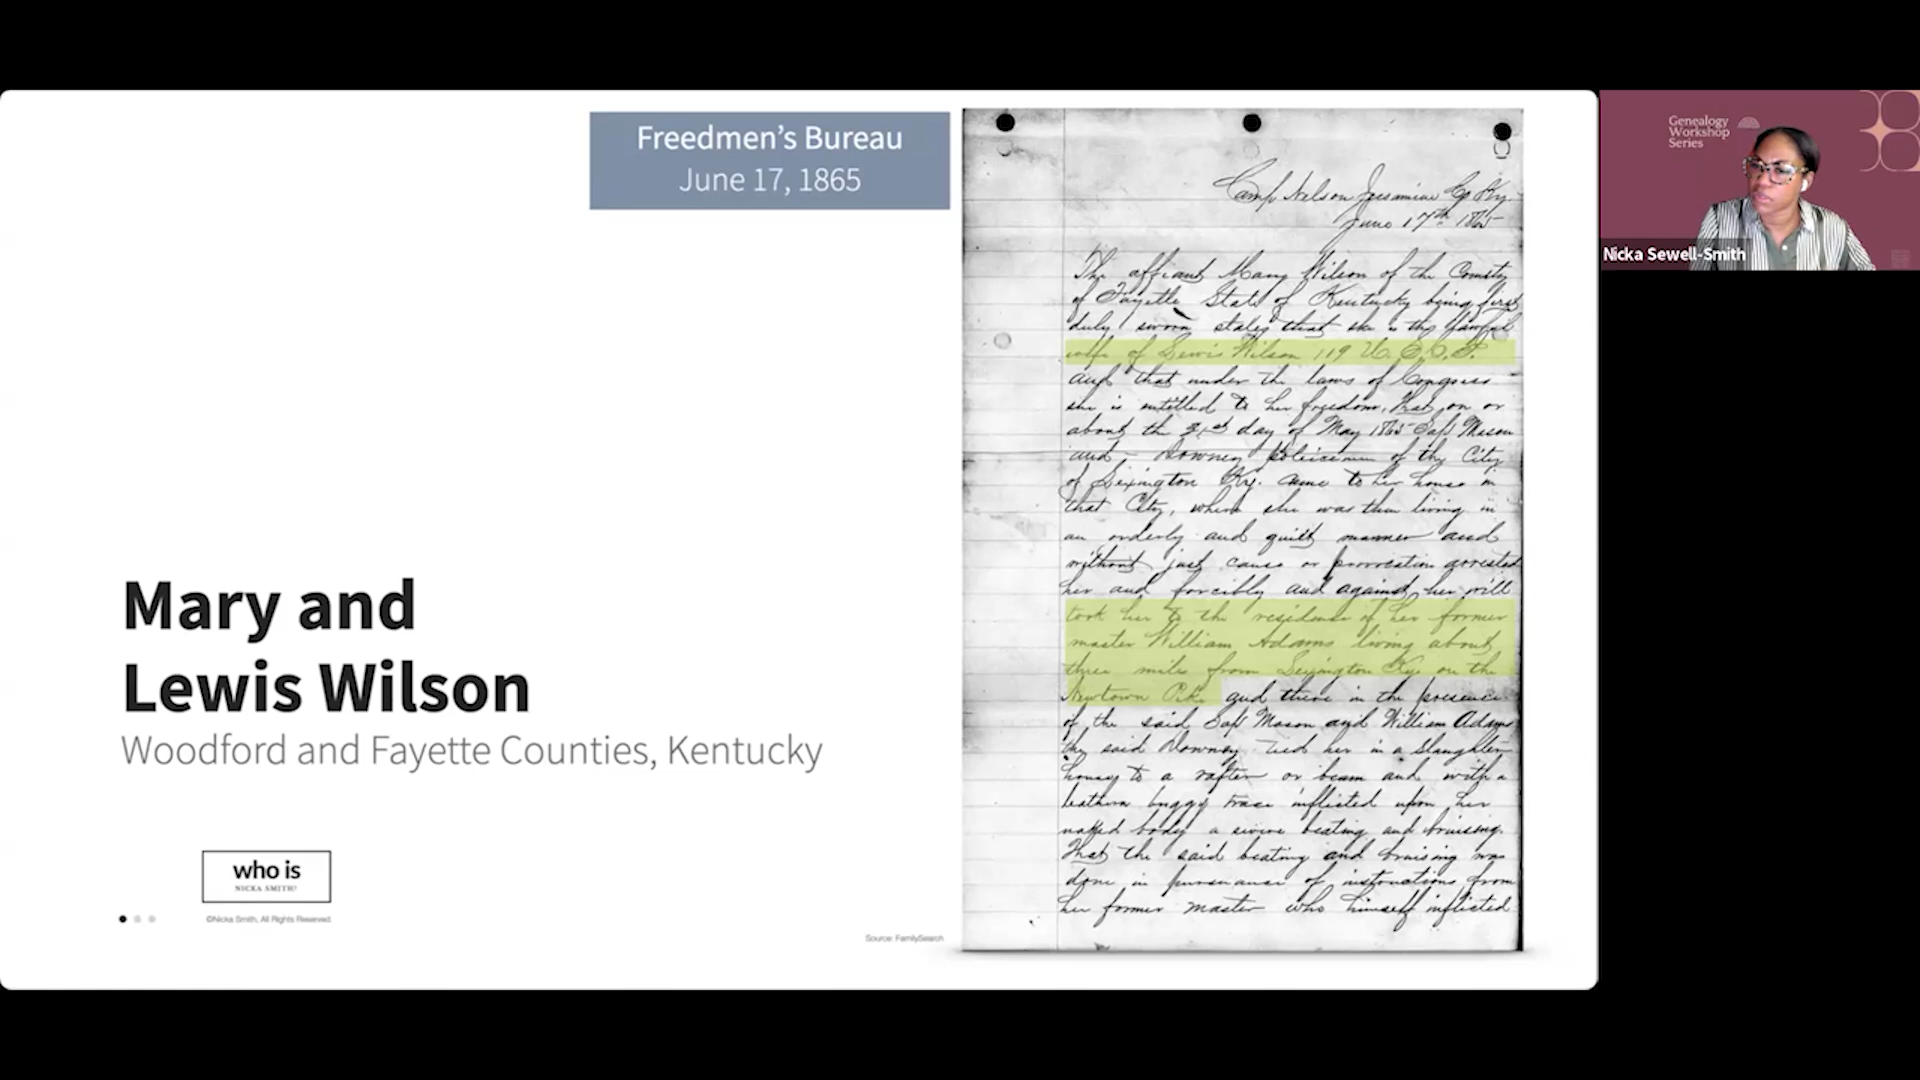 Freedmen's Bureau
June 17, 1865
Mary and
Lewis Wilson
Woodford and Fayette Counties, Kentucky
who is
NICKA SMITH?
©Nicka Smith, All Rights Reserved.
Source: FamilySearch
Camp Nelson Jessamine Co Ky
June 17th 1865
The affiant Mary Wilson of the County
of Fayette State of Kentucky being first
duly sworn states that she is the lawful
wife of Lewis Wilson 119 U.S.C.T.
and that under the laws of Congress
she is entitled to her freedom, that on or
about the 31st day of May 1865 Mason
and - Downey policemen of the City
of Lexington Ky. came to her house in
that City, where she was then living in
an orderly and quiet manner and
without just cause or provocation arrested
her and forcibly and against her will
took her to the residence of her former
master William Adams living about
three miles from Lexington Ky on the
Newtown Pike and there in the presence
of the said Mason and William Adams
the said Downey tied her in a slaughter
house to a rafter or beam and with a
leathern buggy trace inflicted upon her
naked body a severe beating and bruising.
That the said beating and bruising was
done in pursuance of instructions from
her former master who himself inflicted
Genealogy
Workshop
Series
Nicka Sewell-Smith